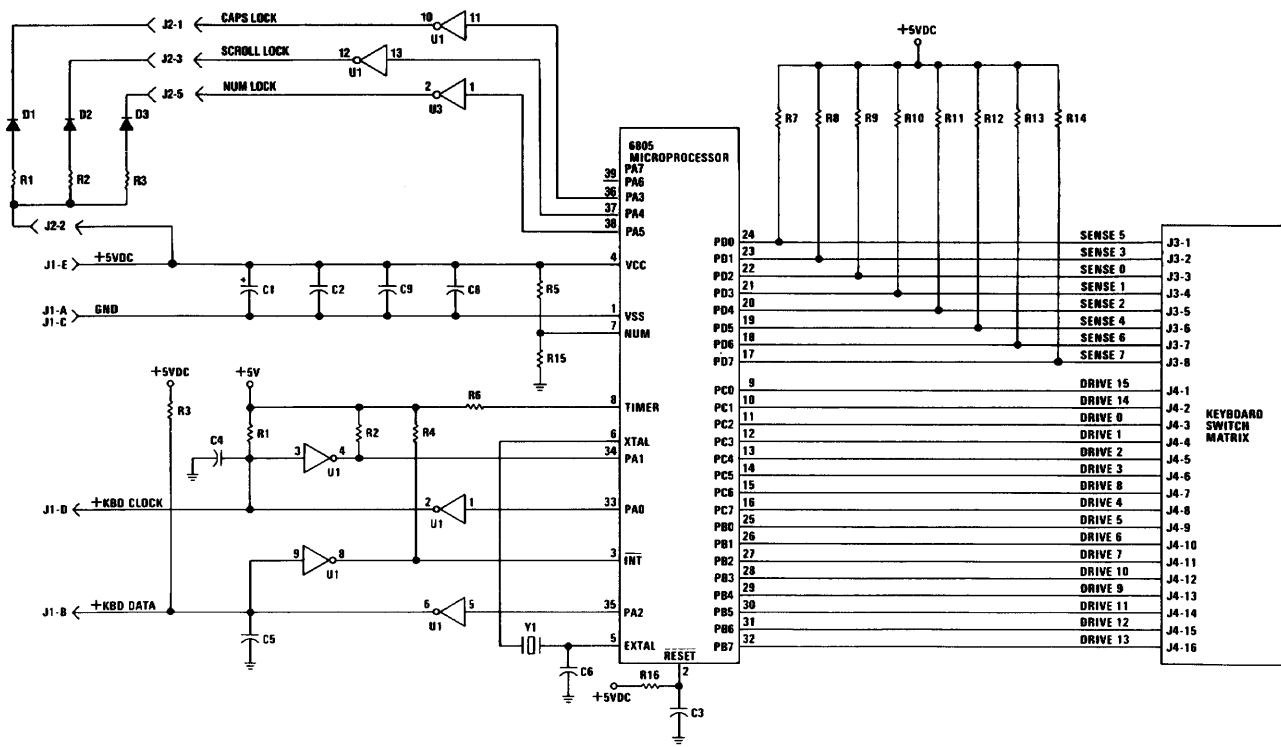 J2-1 CAPS LOCK 10 11 U1
J2-3 SCROLL LOCK 12 13 U1
J2-5 NUM LOCK 2 1 U3
D1 D2 D3
R1 R2 R3
J2-2
+5VDC
R7 R8 R9 R10 R11 R12 R13 R14
6805
MICROPROCESSOR
PA7
39 PA6
36 PA3
37 PA4
38 PA5
J1-E +5VDC 4 VCC
C1 C2 C9 C8 R5
J1-A GND 1 VSS
J1-C
7 NUM
R15
+5VDC +5V
R3 R1 R2 R4 R6 8 TIMER
6 XTAL
C4 3 4 U1 34 PA1
J1-D +KBD CLOCK 2 1 U1 33 PA0
9 8 U1 3 INT
J1-B +KBD DATA 6 5 U1 35 PA2
C5 Y1 5 EXTAL
C6
RESET
2
+5VDC R16
C3
PD0 24 SENSE 5 J3-1
PD1 23 SENSE 3 J3-2
PD2 22 SENSE 0 J3-3
PD3 21 SENSE 1 J3-4
PD4 20 SENSE 2 J3-5
PD5 19 SENSE 4 J3-6
PD6 18 SENSE 6 J3-7
PD7 17 SENSE 7 J3-8
PC0 9 DRIVE 15 J4-1
PC1 10 DRIVE 14 J4-2
PC2 11 DRIVE 0 J4-3
PC3 12 DRIVE 1 J4-4
PC4 13 DRIVE 2 J4-5
PC5 14 DRIVE 3 J4-6
PC6 15 DRIVE 8 J4-7
PC7 16 DRIVE 4 J4-8
PB0 25 DRIVE 5 J4-9
PB1 26 DRIVE 6 J4-10
PB2 27 DRIVE 7 J4-11
PB3 28 DRIVE 10 J4-12
PB4 29 DRIVE 9 J4-13
PB5 30 DRIVE 11 J4-14
PB6 31 DRIVE 12 J4-15
PB7 32 DRIVE 13 J4-16
KEYBOARD
SWITCH
MATRIX